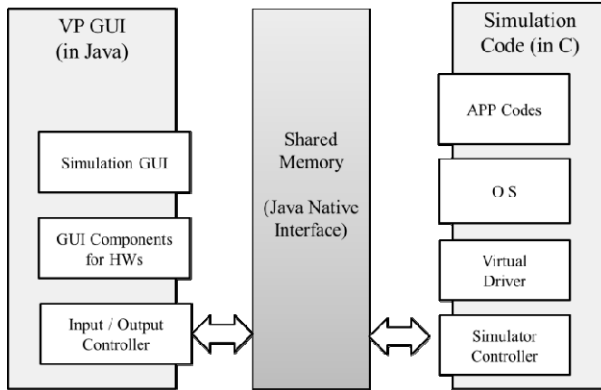 VP GUI
(in Java)
Simulation GUI
GUI Components
for HWs
Input / Output
Controller
Shared
Memory
(Java Native
Interface)
Simulation
Code (in C)
APP Codes
O S
Virtual
Driver
Simulator
Controller